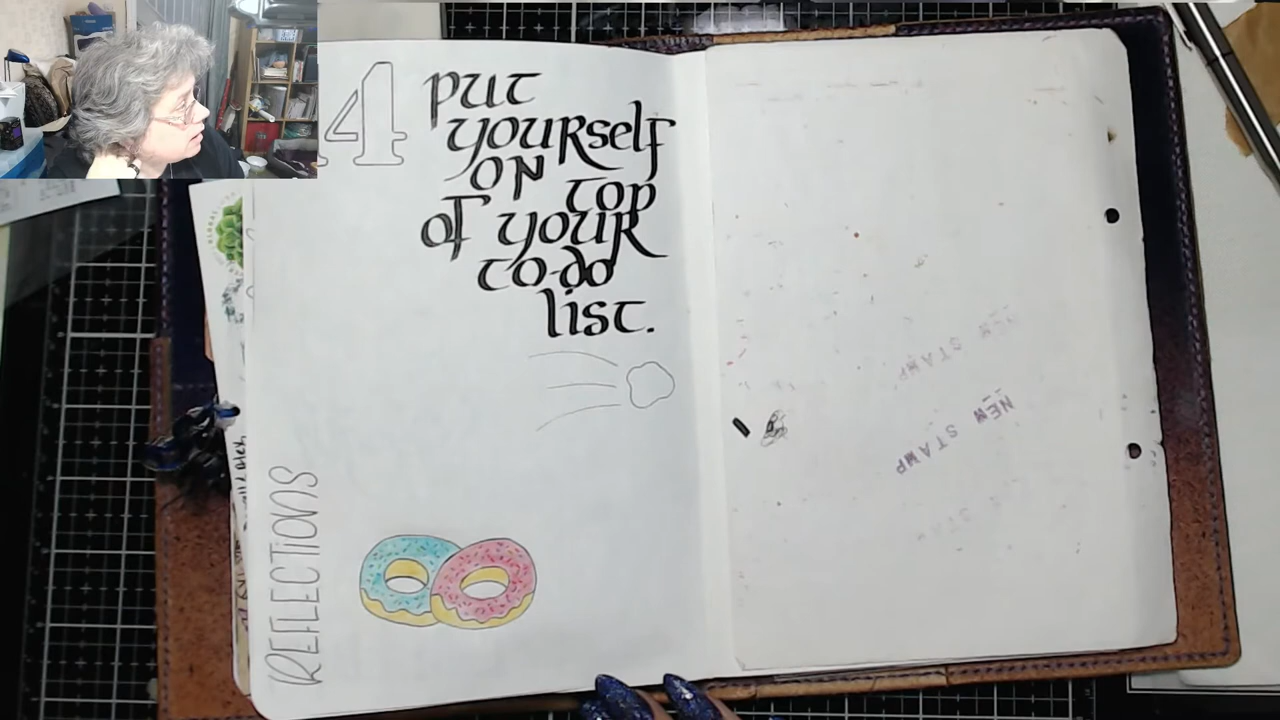 4
put
yourself
on top
of your
to-do
list.
REFLECTIONS
NEW STAMP
NEW STAMP